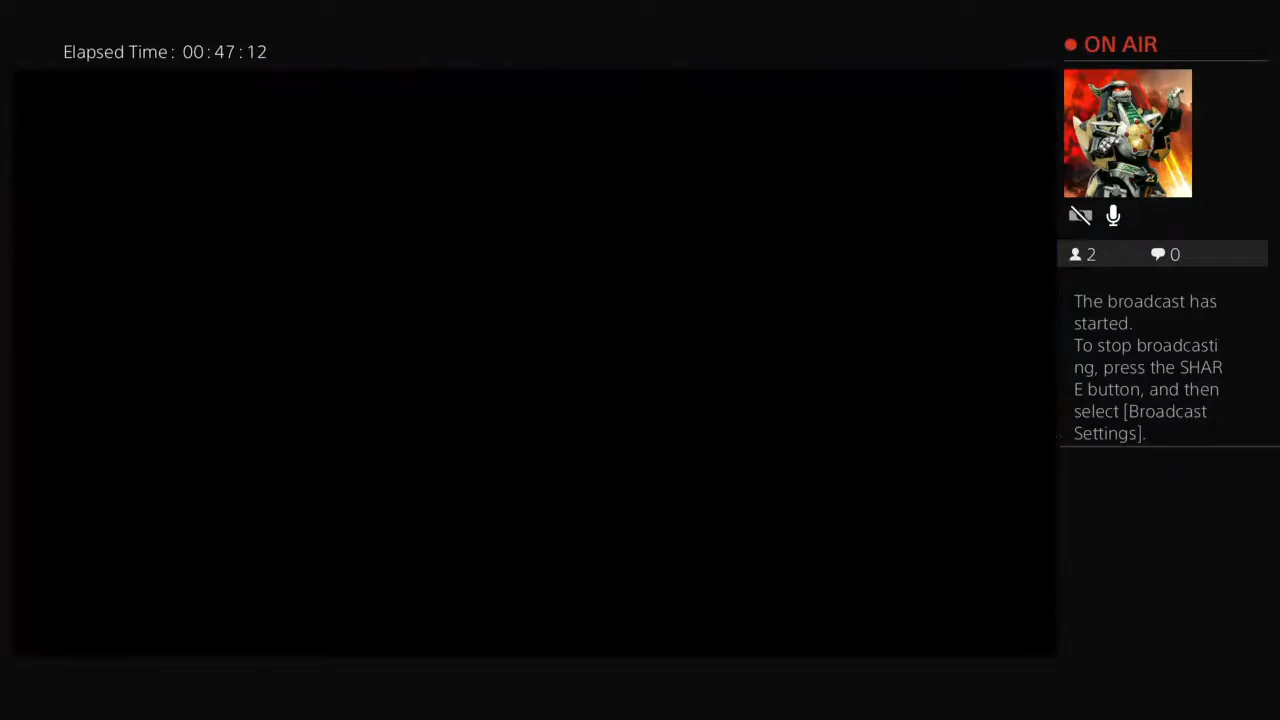 Elapsed Time: 00:47:12
ON AIR
2 0
The broadcast has
started.
To stop broadcasti
ng, press the SHAR
E button, and then
select [Broadcast
Settings].